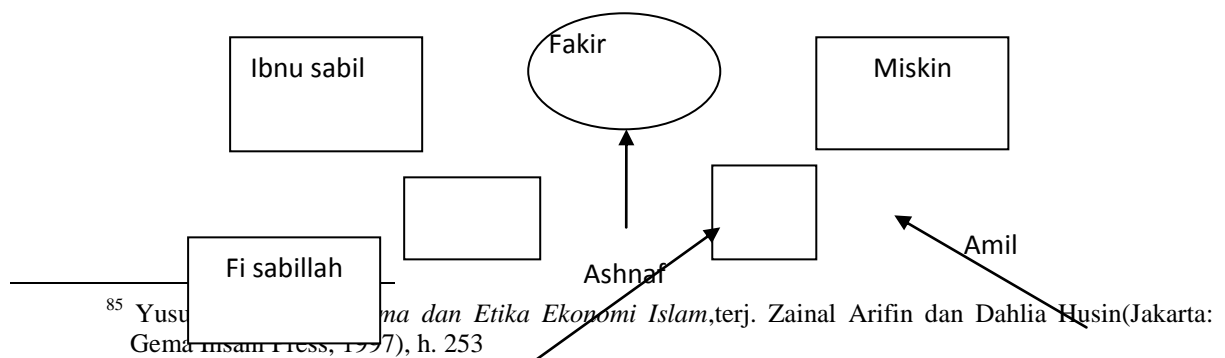 Fakir
Ibnu sabil
Miskin
Amil
Fi sabillah
Ashnaf
85 Yusu ma dan Etika Ekonomi Islam,terj. Zainal Arifin dan Dahlia Husin(Jakarta:
Gema Insani Press, 1997), h. 253